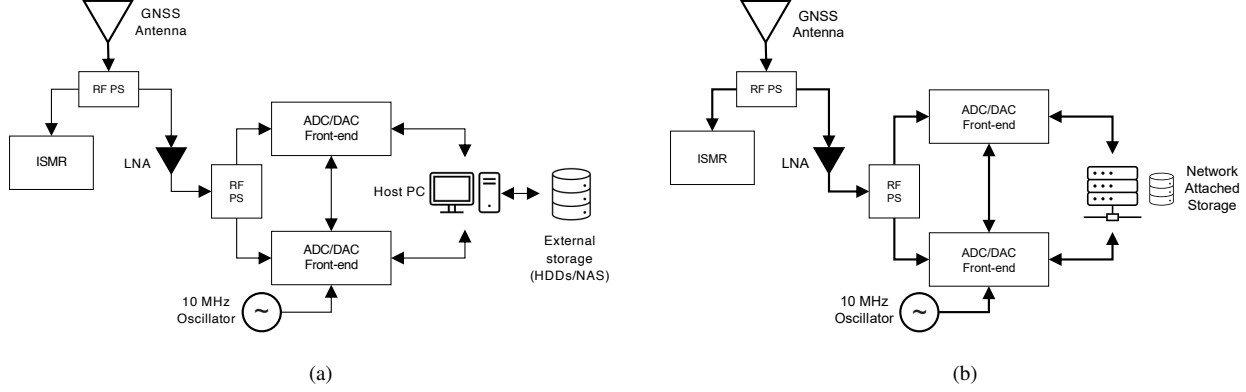 GNSS
Antenna
RF PS
ISMR
LNA
RF
PS
ADC/DAC
Front-end
ADC/DAC
Front-end
10 MHz
Oscillator
~
Host PC
External
storage
(HDDs/NAS)
(a)
GNSS
Antenna
RF PS
ISMR
LNA
RF
PS
ADC/DAC
Front-end
ADC/DAC
Front-end
10 MHz
Oscillator
~
Network
Attached
Storage
(b)